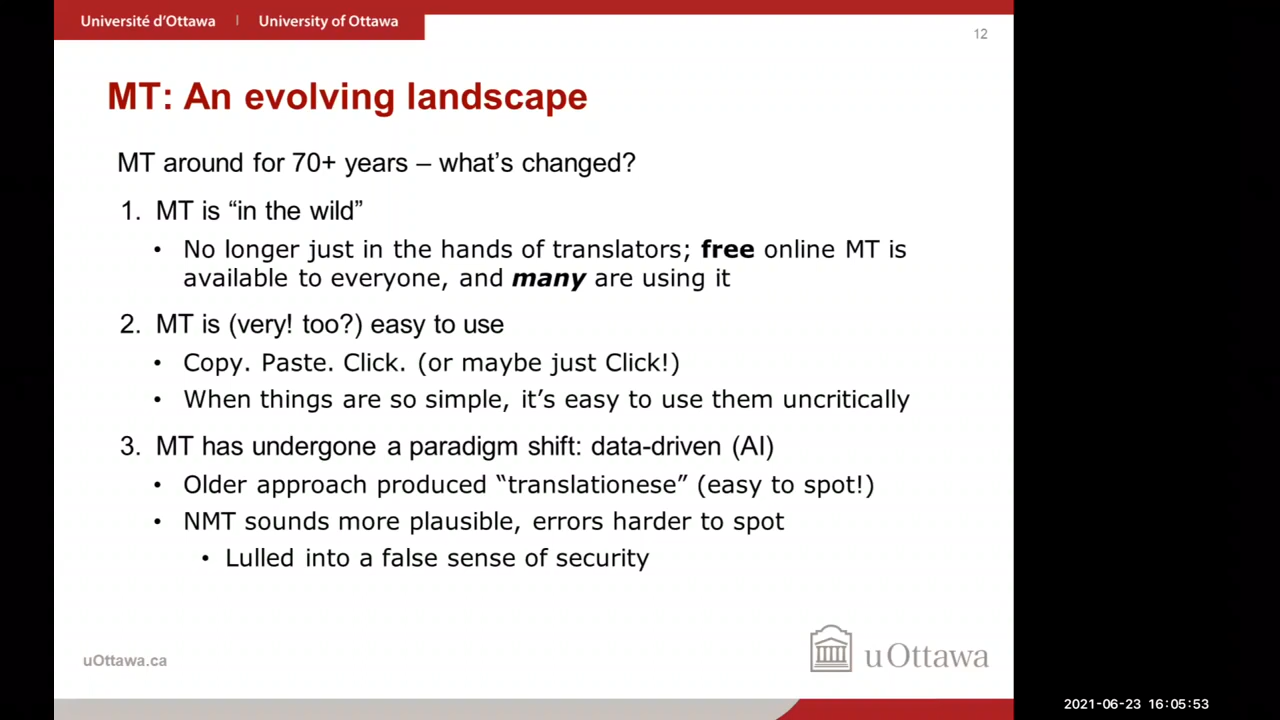 Université d'Ottawa | University of Ottawa
12
MT: An evolving landscape
MT around for 70+ years – what's changed?
1. MT is “in the wild”
• No longer just in the hands of translators; free online MT is
available to everyone, and many are using it
2. MT is (very! too?) easy to use
• Copy. Paste. Click. (or maybe just Click!)
• When things are so simple, it's easy to use them uncritically
3. MT has undergone a paradigm shift: data-driven (AI)
• Older approach produced “translationese” (easy to spot!)
• NMT sounds more plausible, errors harder to spot
• Lulled into a false sense of security
uOttawa.ca
uOttawa
2021-06-23 16:05:53